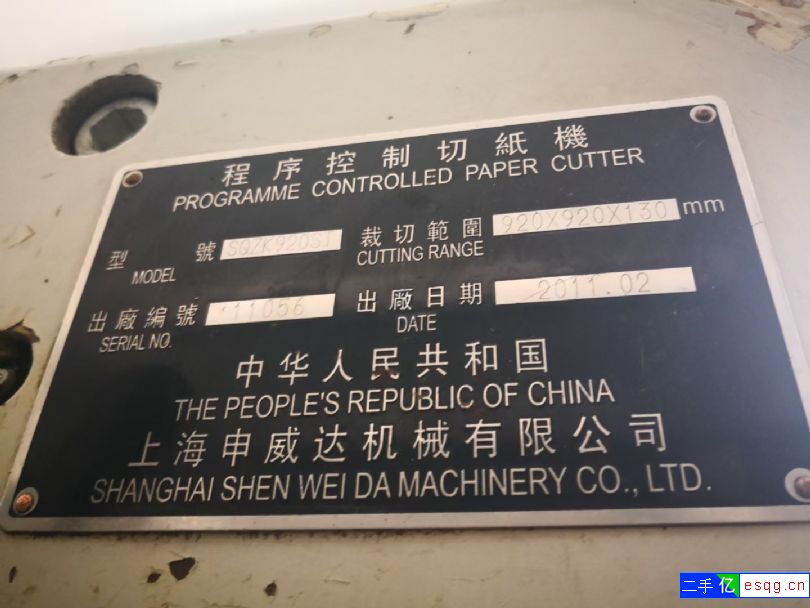 程序控制切紙機
PROGRAMME CONTROLLED PAPER CUTTER
型號 SQZK920S1 裁切範圍 920X920X130 mm
MODEL CUTTING RANGE
出廠編號 111056 出廠日期 2011.02
SERIAL NO. DATE
中华人民共和国
THE PEOPLE'S REPUBLIC OF CHINA
上海申威达机械有限公司
SHANGHAI SHEN WEI DA MACHINERY CO., LTD.
二手亿 esqg.cn